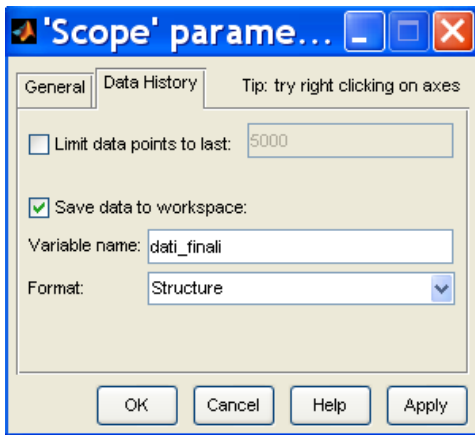 'Scope' parame...
General Data History Tip: try right clicking on axes
Limit data points to last: 5000
Save data to workspace:
Variable name: dati_finali
Format: Structure
OK Cancel Help Apply